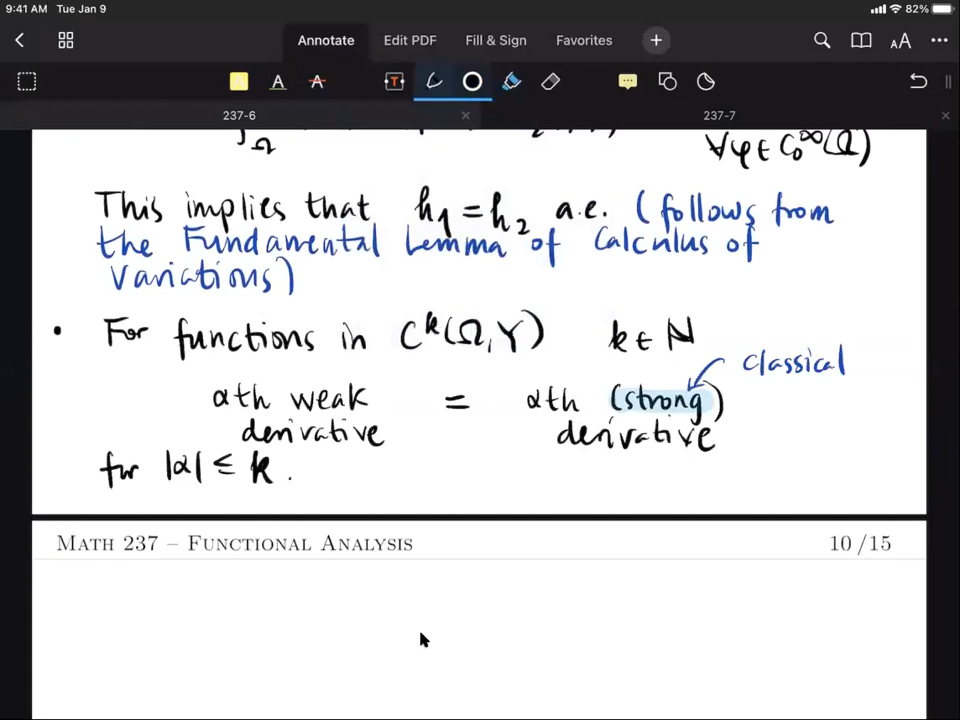 9:41 AM Tue Jan 9 82%
Annotate Edit PDF Fill & Sign Favorites
237-6 237-7
∀φ ∈ C₀^∞(Ω)
This implies that h₁ = h₂ a.e. (follows from
the Fundamental Lemma of Calculus of
Variations)
• For functions in C^k(Ω, Y) k ∈ ℕ
classical
αth weak = αth (strong)
derivative derivative
for |α| ≤ k.
MATH 237 – FUNCTIONAL ANALYSIS 10 /15